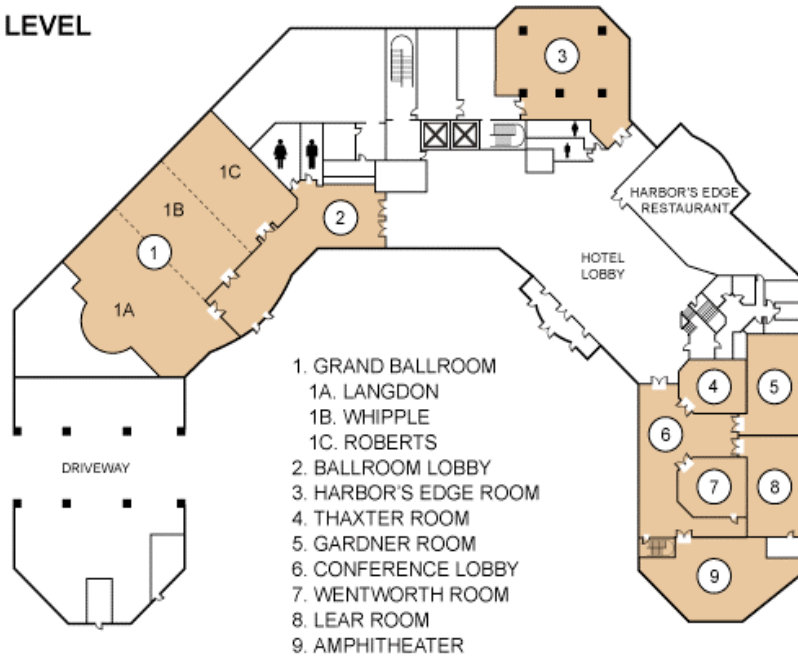 LEVEL
3
1C
1B
2
1
HARBOR'S EDGE
RESTAURANT
HOTEL
LOBBY
1A
1. GRAND BALLROOM
1A. LANGDON
1B. WHIPPLE
1C. ROBERTS
2. BALLROOM LOBBY
3. HARBOR'S EDGE ROOM
4. THAXTER ROOM
5. GARDNER ROOM
6. CONFERENCE LOBBY
7. WENTWORTH ROOM
8. LEAR ROOM
9. AMPHITHEATER
4
5
6
DRIVEWAY
7
8
9